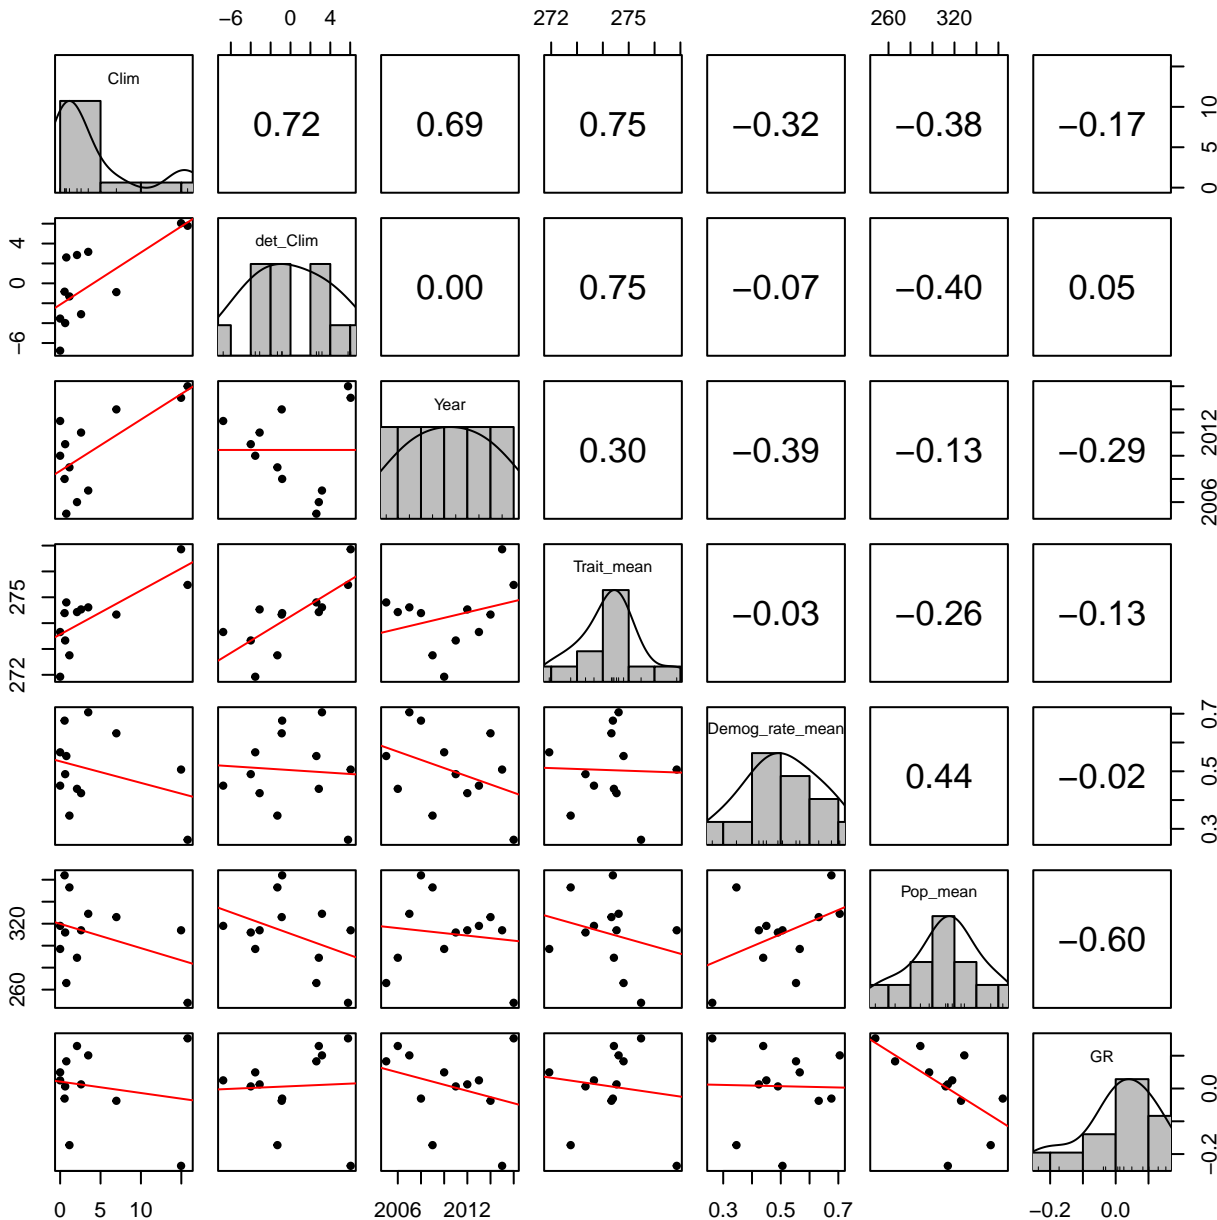 −6 0 4 272 275 260 320
Clim 0.72 0.69 0.75 −0.32 −0.38 −0.17 0 5 10
−6 0 4 det_Clim 0.00 0.75 −0.07 −0.40 0.05
Year 0.30 −0.39 −0.13 −0.29 2006 2012
272 275 Trait_mean −0.03 −0.26 −0.13
Demog_rate_mean 0.44 −0.02 0.3 0.5 0.7
260 320 Pop_mean −0.60
GR −0.2 0.0
0 5 10 2006 2012 0.3 0.5 0.7 −0.2 0.0